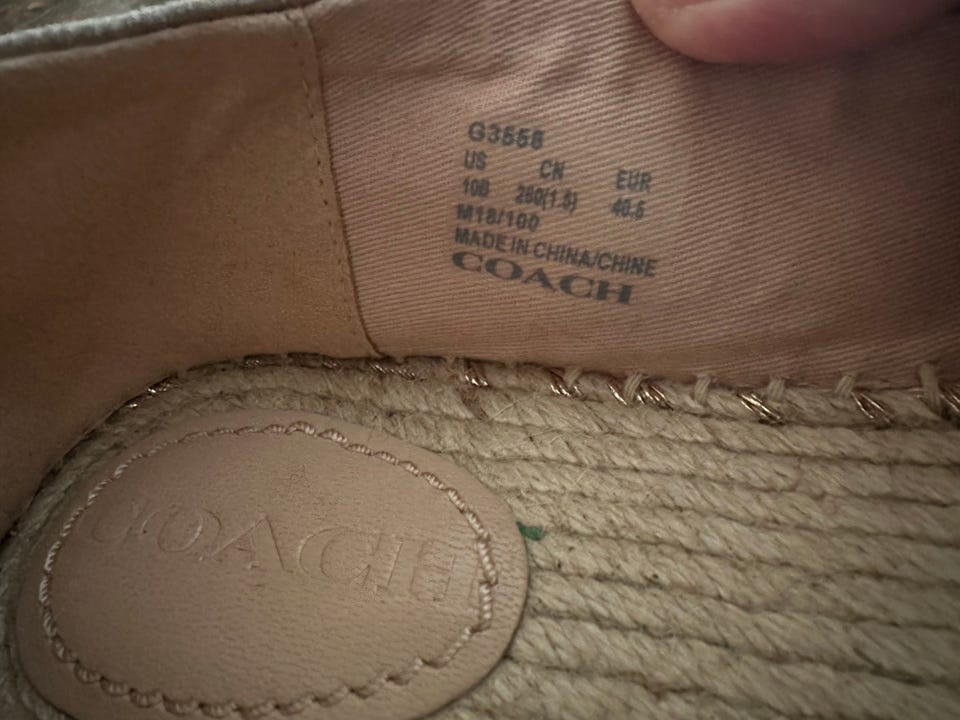 G3558
US CN EUR
10B 260(1.5) 40.5
M18/100
MADE IN CHINA/CHINE
COACH
COACH